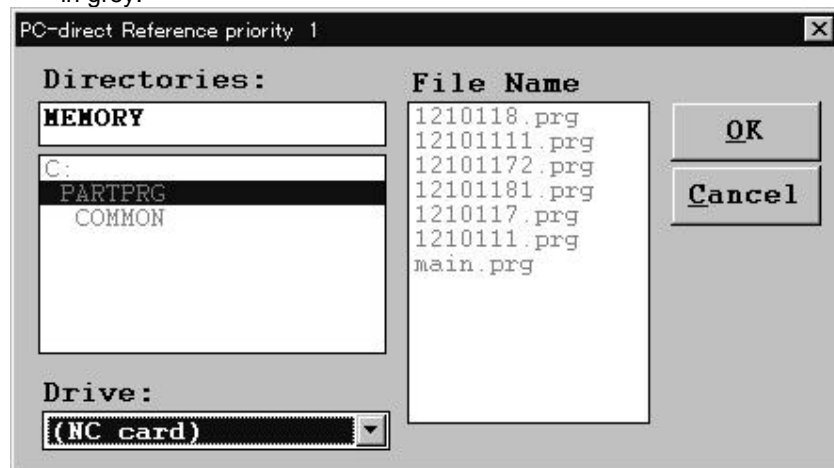 in grey.
PC-direct Reference priority 1
Directories:
MEMORY
C:
PARTPRG
COMMON
Drive:
(NC card)
File Name
1210118.prg
12101111.prg
12101172.prg
12101181.prg
1210117.prg
1210111.prg
main.prg
OK
Cancel